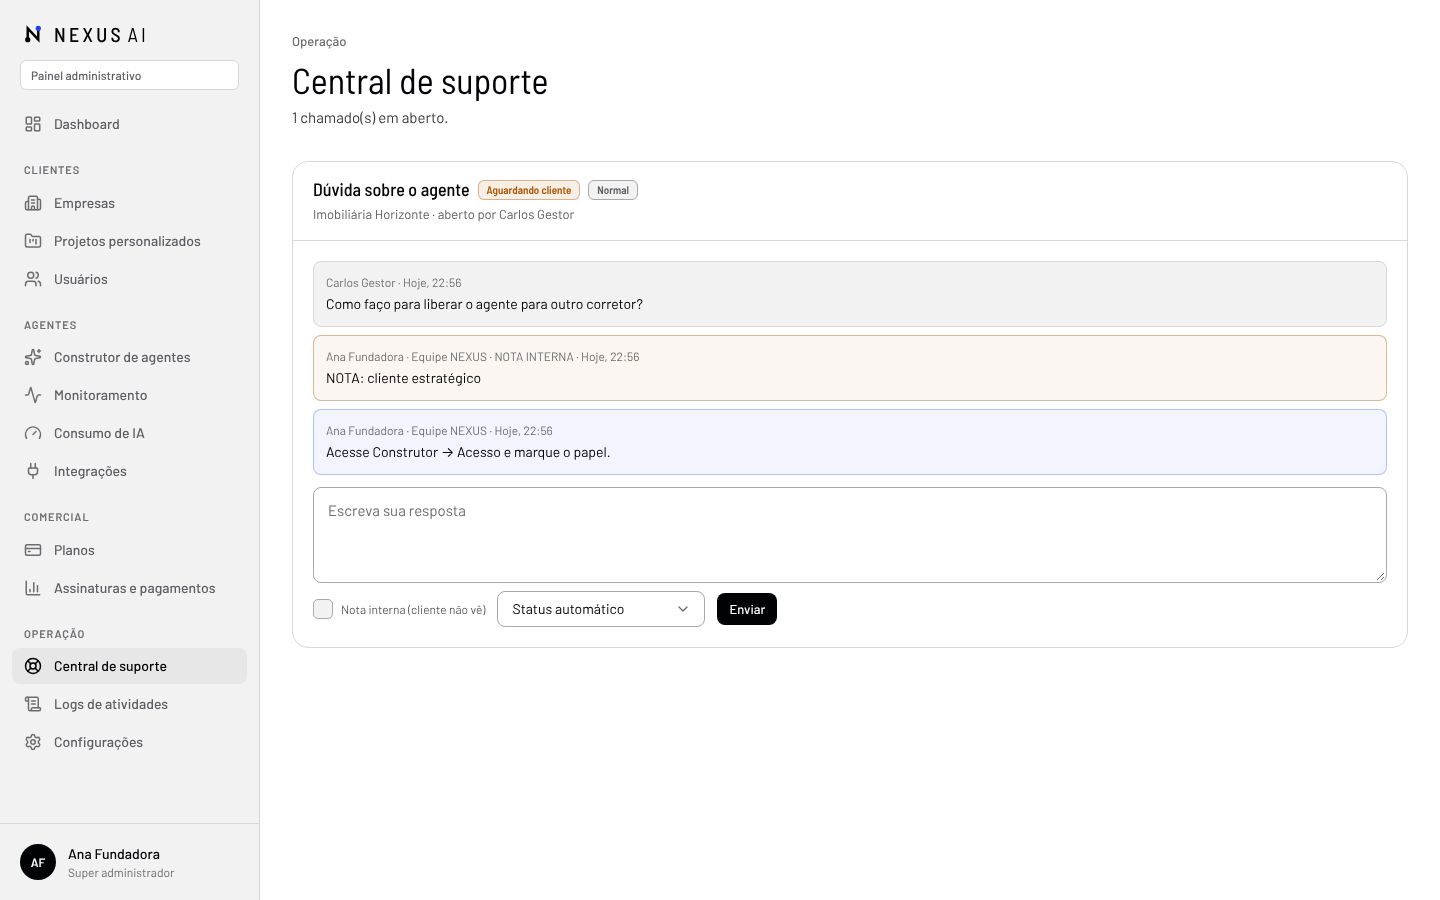 NEXUS AI
Painel administrativo
Dashboard
CLIENTES
Empresas
Projetos personalizados
Usuários
AGENTES
Construtor de agentes
Monitoramento
Consumo de IA
Integrações
COMERCIAL
Planos
Assinaturas e pagamentos
OPERAÇÃO
Central de suporte
Logs de atividades
Configurações
AF
Ana Fundadora
Super administrador
Operação
Central de suporte
1 chamado(s) em aberto.
Dúvida sobre o agente Aguardando cliente Normal
Imobiliária Horizonte · aberto por Carlos Gestor
Carlos Gestor · Hoje, 22:56
Como faço para liberar o agente para outro corretor?
Ana Fundadora · Equipe NEXUS · NOTA INTERNA · Hoje, 22:56
NOTA: cliente estratégico
Ana Fundadora · Equipe NEXUS · Hoje, 22:56
Acesse Construtor → Acesso e marque o papel.
Escreva sua resposta
Nota interna (cliente não vê) Status automático Enviar